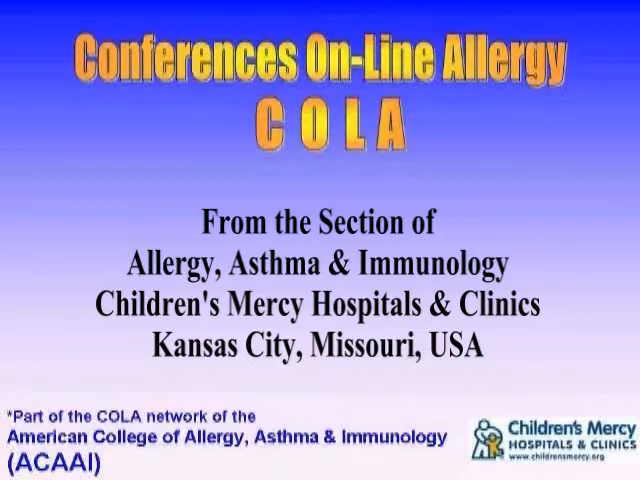 Conferences On-Line Allergy
C O L A
From the Section of
Allergy, Asthma & Immunology
Children's Mercy Hospitals & Clinics
Kansas City, Missouri, USA
*Part of the COLA network of the
American College of Allergy, Asthma & Immunology
(ACAAI)
Children's Mercy
HOSPITALS & CLINICS
www.childrensmercy.org